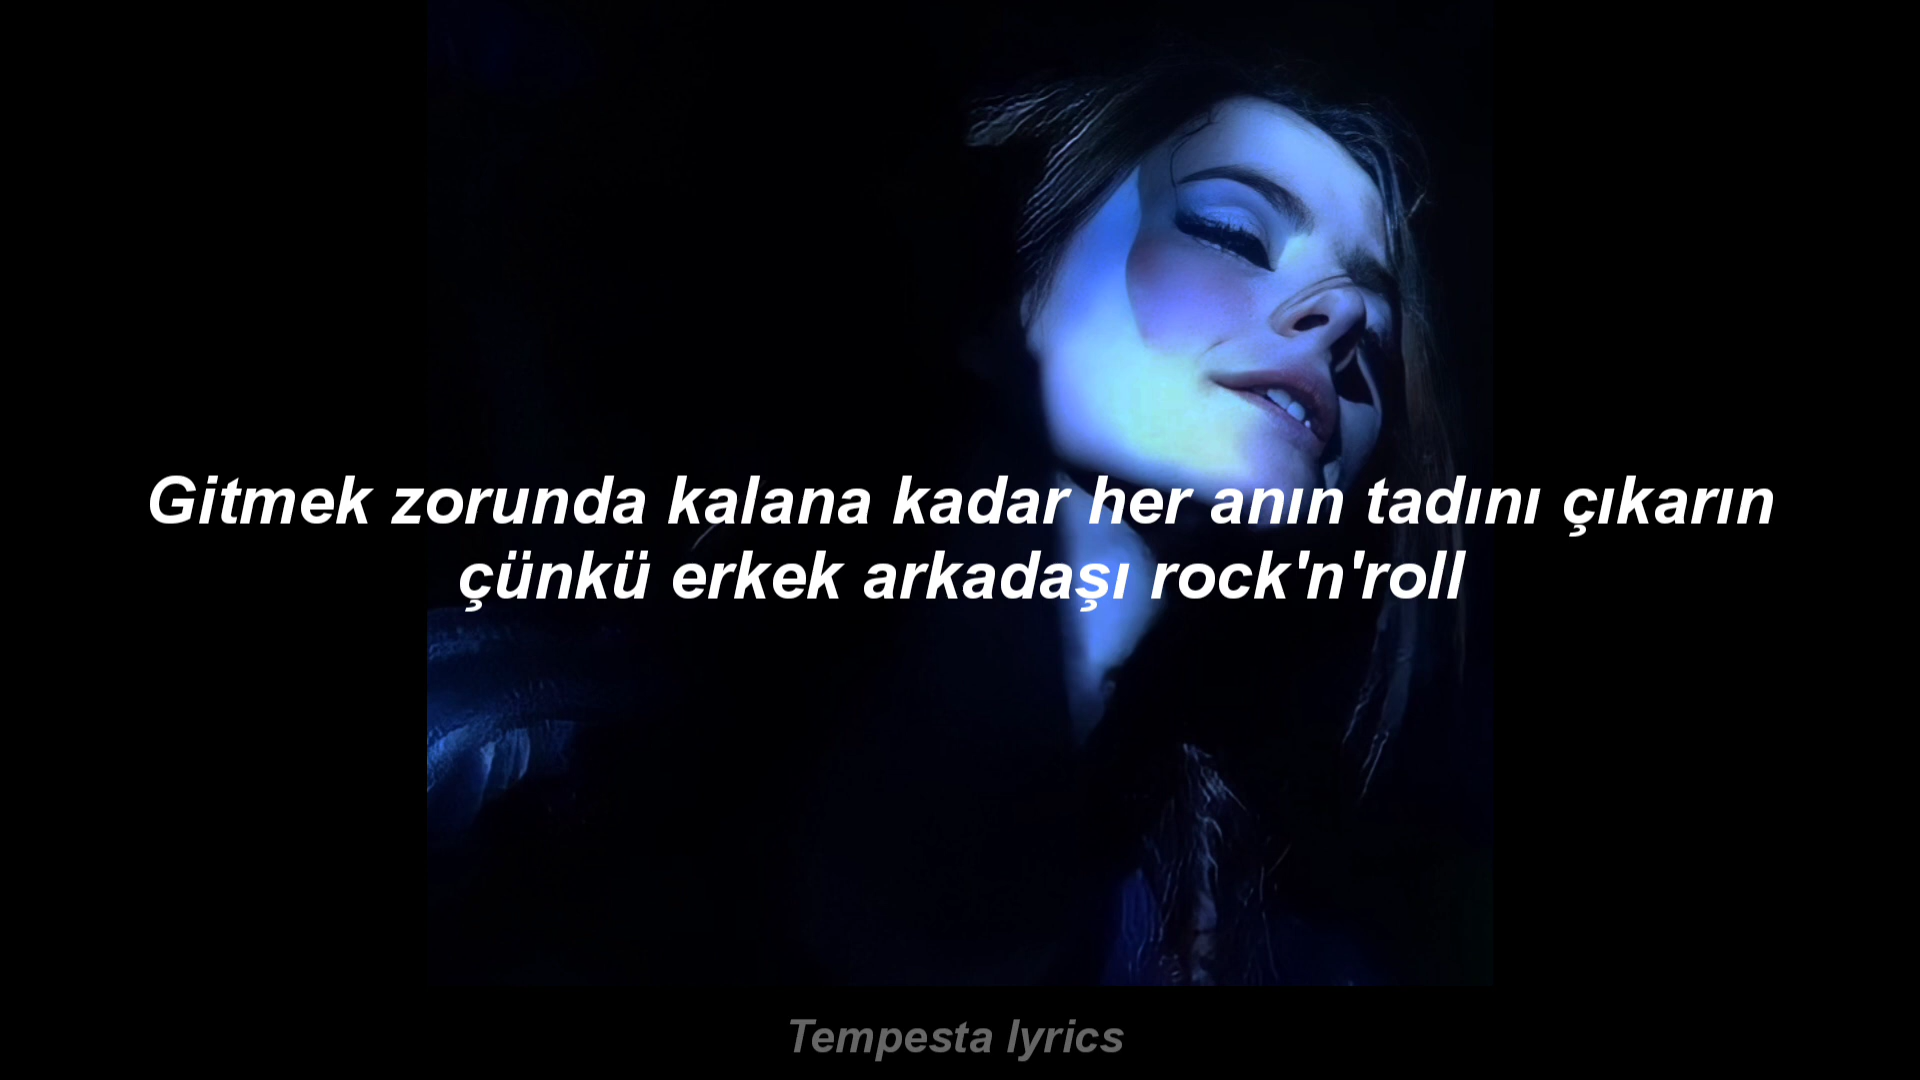 Gitmek zorunda kalana kadar her anın tadını çıkarın
çünkü erkek arkadaşı rock'n'roll
Tempesta lyrics